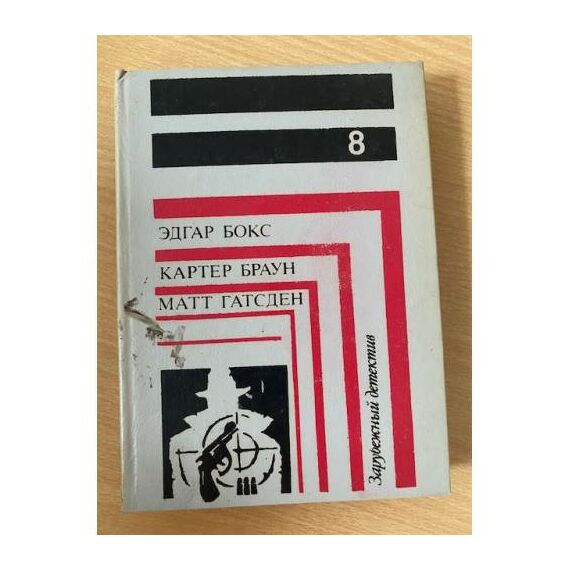 8
ЭДГАР БОКС
КАРТЕР БРАУН
МАТТ ГАТСДЕН
Зарубежный детектив